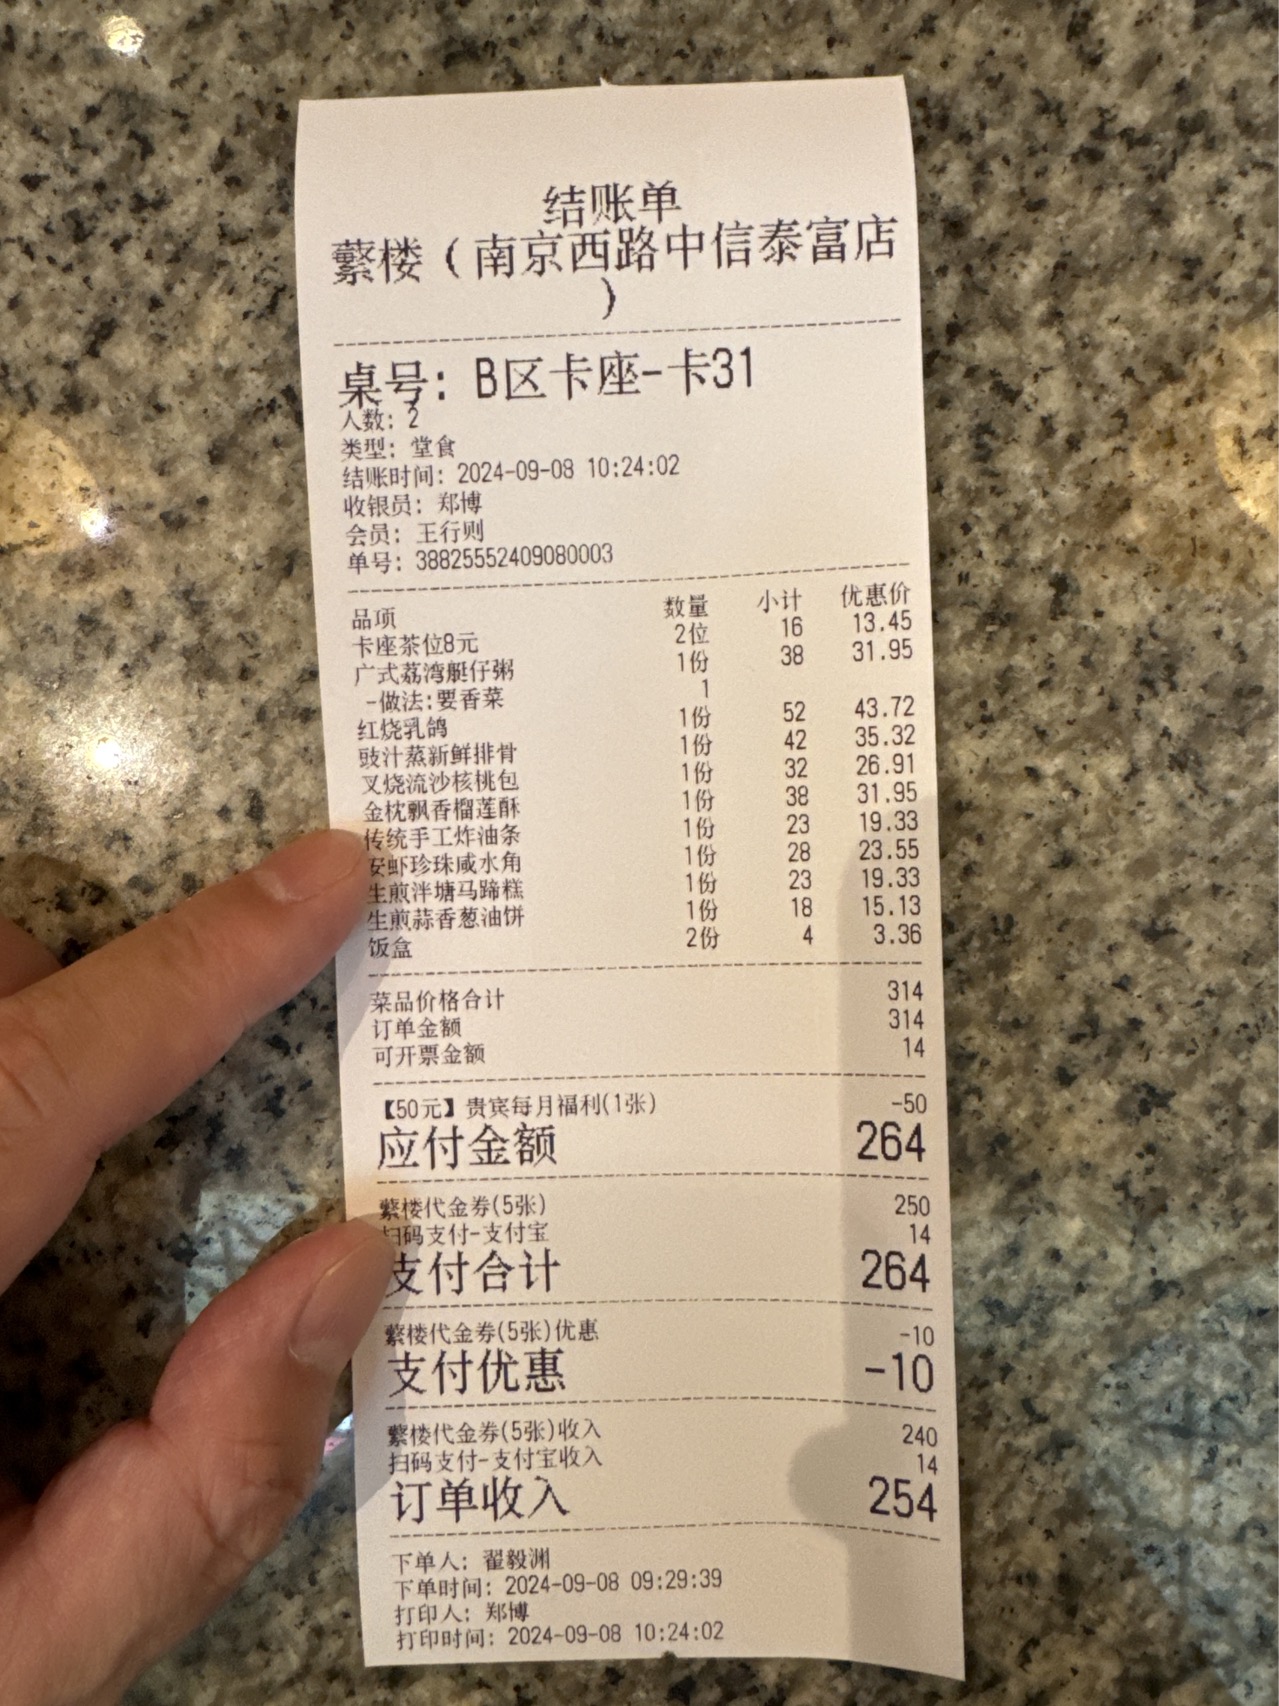 结账单
蘩楼（南京西路中信泰富店
）
桌号：B区卡座-卡31
人数：2
类型：堂食
结账时间：2024-09-08 10:24:02
收银员：郑博
会员：王行则
单号：38825552409080003
品项 数量 小计 优惠价
卡座茶位8元 2位 16 13.45
广式荔湾艇仔粥 1份 38 31.95
-做法:要香菜 1
红烧乳鸽 1份 52 43.72
豉汁蒸新鲜排骨 1份 42 35.32
叉烧流沙核桃包 1份 32 26.91
金枕飘香榴莲酥 1份 38 31.95
传统手工炸油条 1份 23 19.33
安虾珍珠咸水角 1份 28 23.55
生煎泮塘马蹄糕 1份 23 19.33
生煎蒜香葱油饼 1份 18 15.13
饭盒 2份 4 3.36
菜品价格合计 314
订单金额 314
可开票金额 14
【50元】贵宾每月福利(1张) -50
应付金额 264
蘩楼代金券(5张) 250
扫码支付-支付宝 14
支付合计 264
蘩楼代金券(5张)优惠 -10
支付优惠 -10
蘩楼代金券(5张)收入 240
扫码支付-支付宝收入 14
订单收入 254
下单人：翟毅洲
下单时间：2024-09-08 09:29:39
打印人：郑博
打印时间：2024-09-08 10:24:02